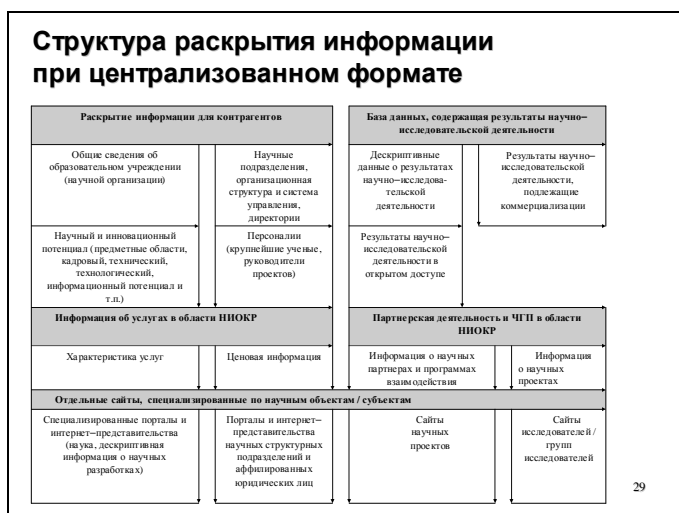 Структура раскрытия информации
при централизованном формате
Раскрытие информации для контрагентов
Общие сведения об
образовательном учреждении
(научной организации)
Научные
подразделения,
организационная
структура и система
управления,
директории
Научный и инновационный
потенциал (предметные области,
кадровый, технический,
технологический,
информационный потенциал и
т.п.)
Персоналии
(крупнейшие ученые,
руководители
проектов)
База данных, содержащая результаты научно–
исследовательской деятельности
Дескриптивные
данные о результатах
научно–исследова-
тельской
деятельности
Результаты научно–
исследовательской
деятельности,
подлежащие
коммерциализации
Результаты научно–
исследовательской
деятельности в
открытом доступе
Информация об услугах в области НИОКР
Характеристика услуг
Ценовая информация
Партнерская деятельность и ЧГП в области
НИОКР
Информация о научных
партнерах и программах
взаимодействия
Информация
о научных
проектах
Отдельные сайты, специализированные по научным объектам / субъектам
Специализированные порталы и
интернет–представительства
(наука, дескриптивная
информация о научных
разработках)
Порталы и интернет–
представительства
научных структурных
подразделений и
аффилированных
юридических лиц
Сайты
научных
проектов
Сайты
исследователей /
групп
исследователей
29